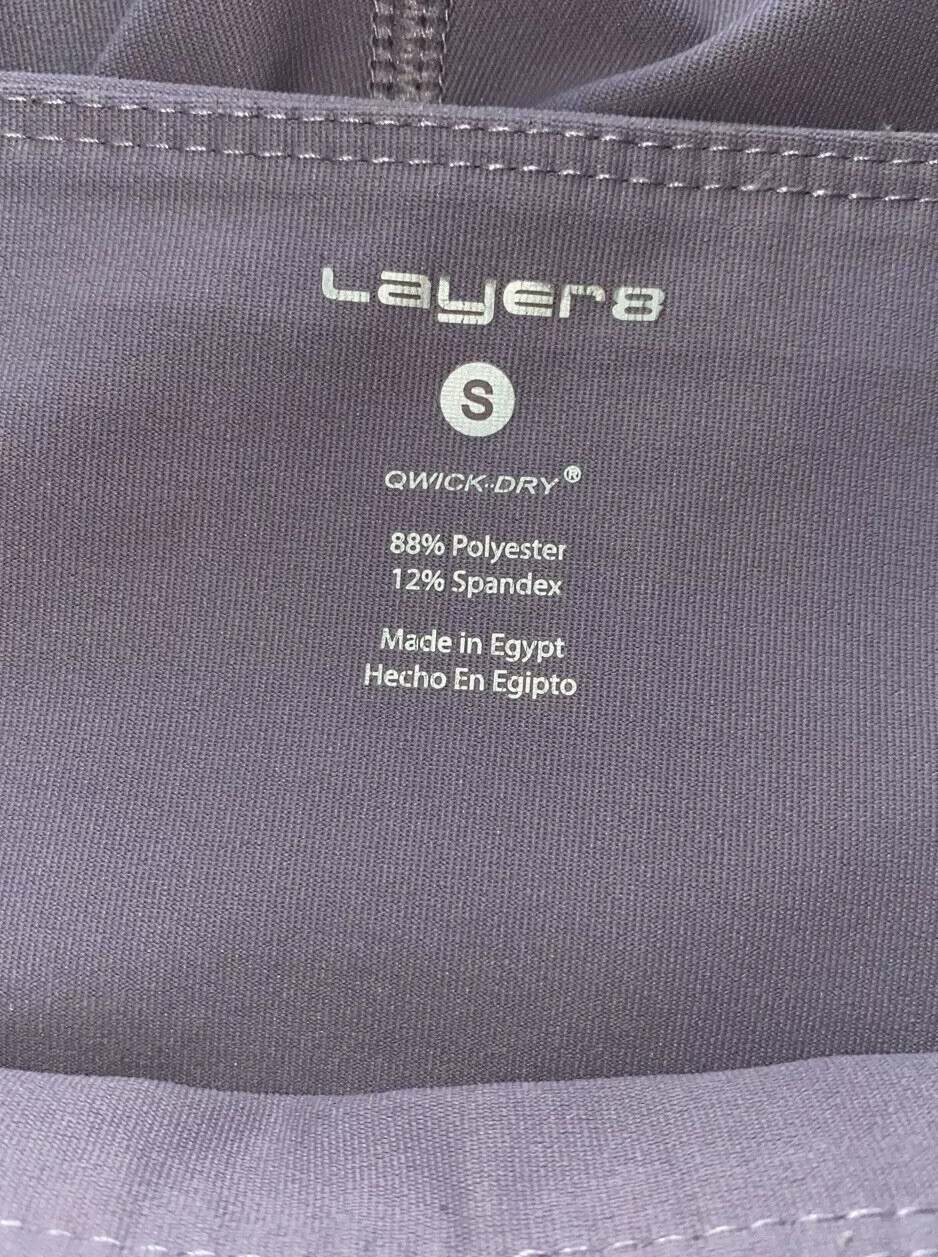 Layer8
S
QWICK-DRY®
88% Polyester
12% Spandex
Made in Egypt
Hecho En Egipto